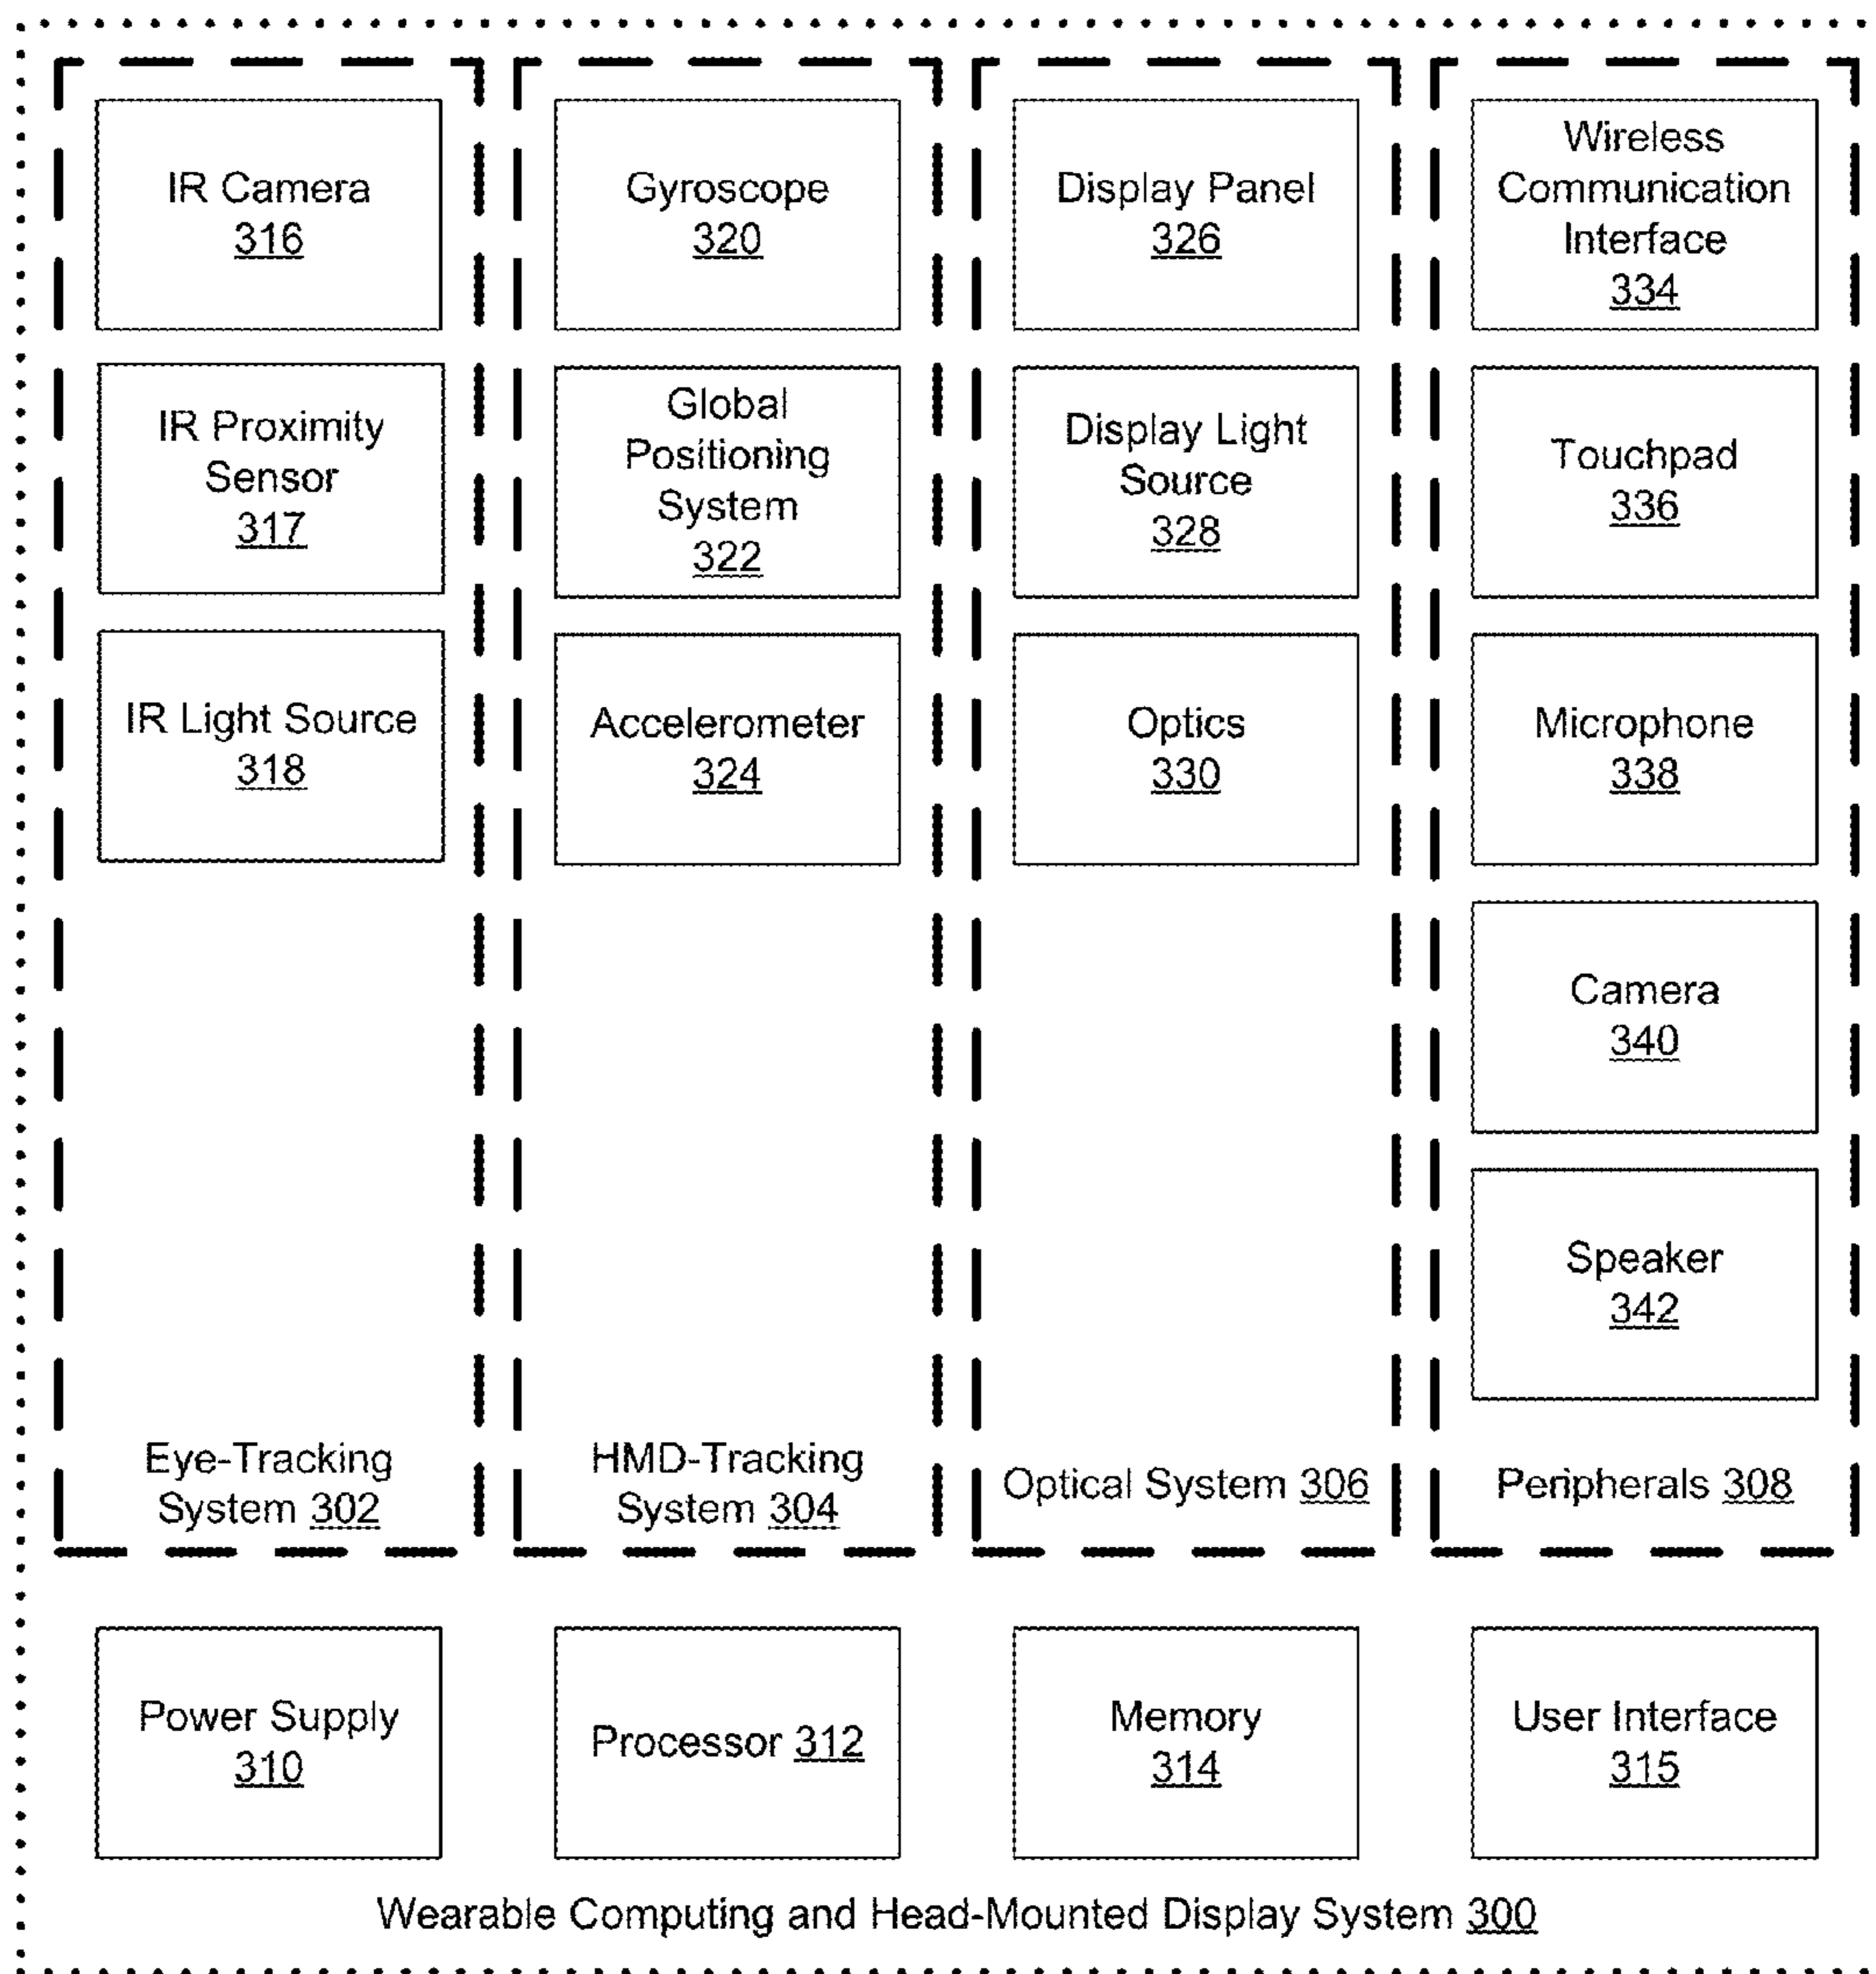 IR Camera
316
IR Proximity
Sensor
317
IR Light Source
318
Eye-Tracking
System 302
Gyroscope
320
Global
Positioning
System
322
Accelerometer
324
HMD-Tracking
System 304
Display Panel
326
Display Light
Source
328
Optics
330
Optical System 306
Wireless
Communication
Interface
334
Touchpad
336
Microphone
338
Camera
340
Speaker
342
Peripherals 308
Power Supply
310
Processor 312
Memory
314
User Interface
315
Wearable Computing and Head-Mounted Display System 300